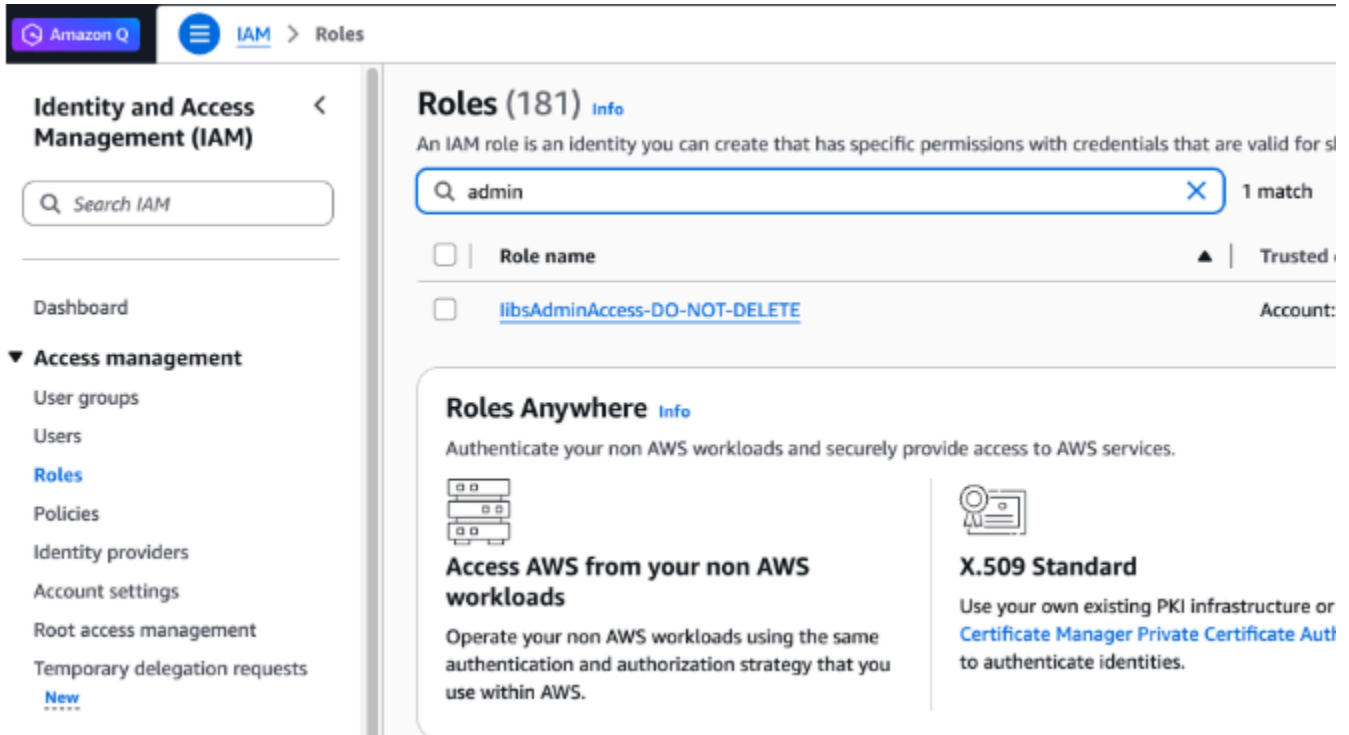 Amazon Q
IAM > Roles
Identity and Access
Management (IAM)
Search IAM
Dashboard
Access management
User groups
Users
Roles
Policies
Identity providers
Account settings
Root access management
Temporary delegation requests
New
Roles (181) Info
An IAM role is an identity you can create that has specific permissions with credentials that are valid for
admin
1 match
Role name
Trusted
libsAdminAccess-DO-NOT-DELETE
Account:
Roles Anywhere Info
Authenticate your non AWS workloads and securely provide access to AWS services.
Access AWS from your non AWS
workloads
Operate your non AWS workloads using the same
authentication and authorization strategy that you
use within AWS.
X.509 Standard
Use your own existing PKI infrastructure or
Certificate Manager Private Certificate
to authenticate identities.